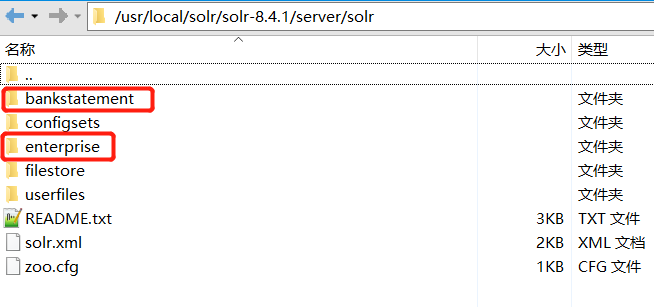 /usr/local/solr/solr-8.4.1/server/solr
名称 大小 类型
..
bankstatement 文件夹
configsets 文件夹
enterprise 文件夹
filestore 文件夹
userfiles 文件夹
README.txt 3KB TXT 文件
solr.xml 2KB XML 文档
zoo.cfg 1KB CFG 文件